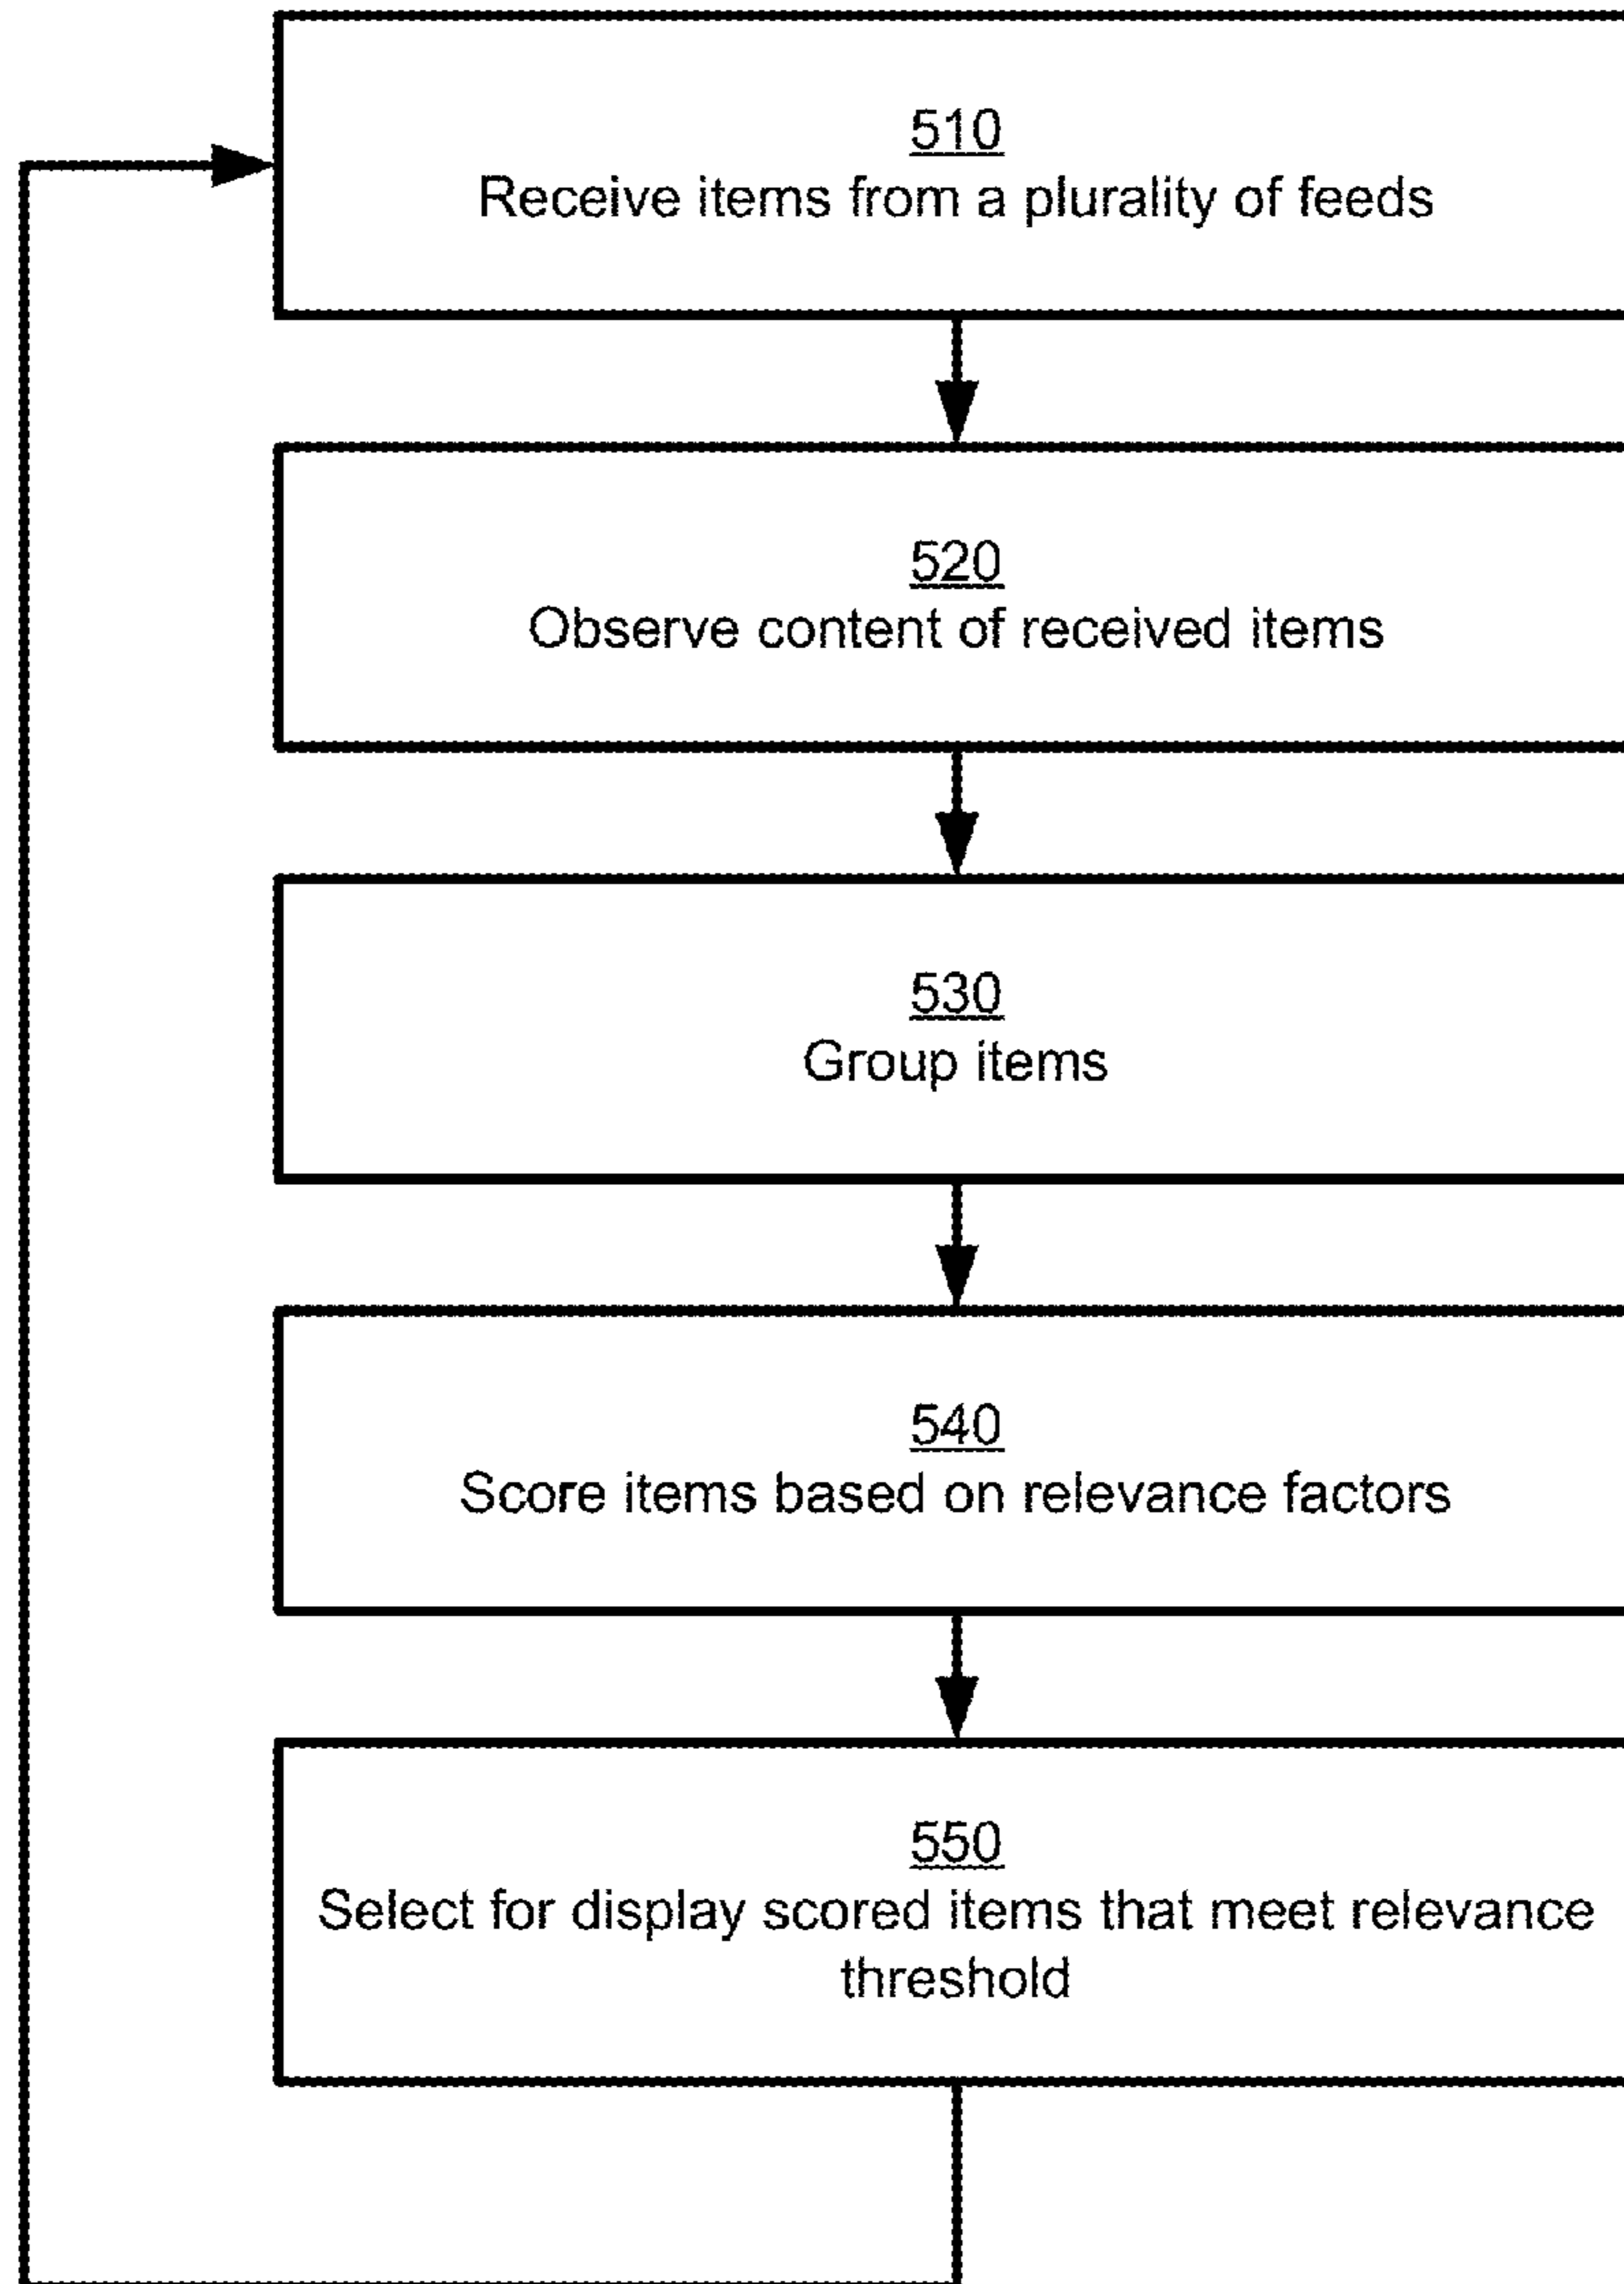 510
Receive items from a plurality of feeds
520
Observe content of received items
530
Group items
540
Score items based on relevance factors
550
Select for display scored items that meet relevance
threshold